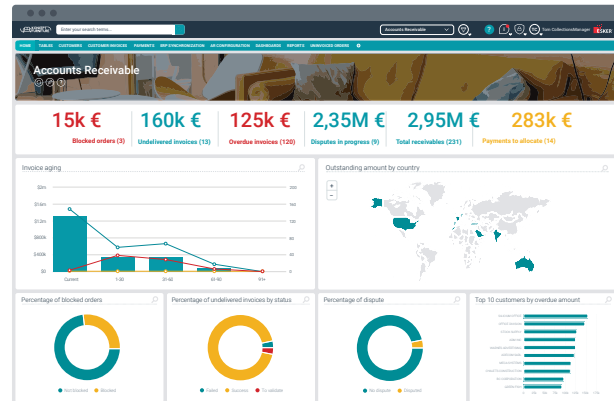 Enter your search terms...
Accounts Receivable
Tom CollectionsManager
ESKER
HOME TABLES CUSTOMERS CUSTOMER INVOICES PAYMENTS ERP SYNCHRONIZATION AR CONFIGURATION DASHBOARDS REPORTS UNINVOICED ORDERS
Accounts Receivable
15k € 160k € 125k € 2,35M € 2,95M € 283k €
Blocked orders (3) Undelivered invoices (13) Overdue invoices (120) Disputes in progress (9) Total receivables (231) Payments to allocate (14)
Invoice aging
Outstanding amount by country
Current 1-30 31-60 61-90 91+
Percentage of blocked orders
Percentage of undelivered invoices by status
Percentage of dispute
Top 10 customers by overdue amount
Not blocked Blocked
Failed Success To validate
No dispute Disputed